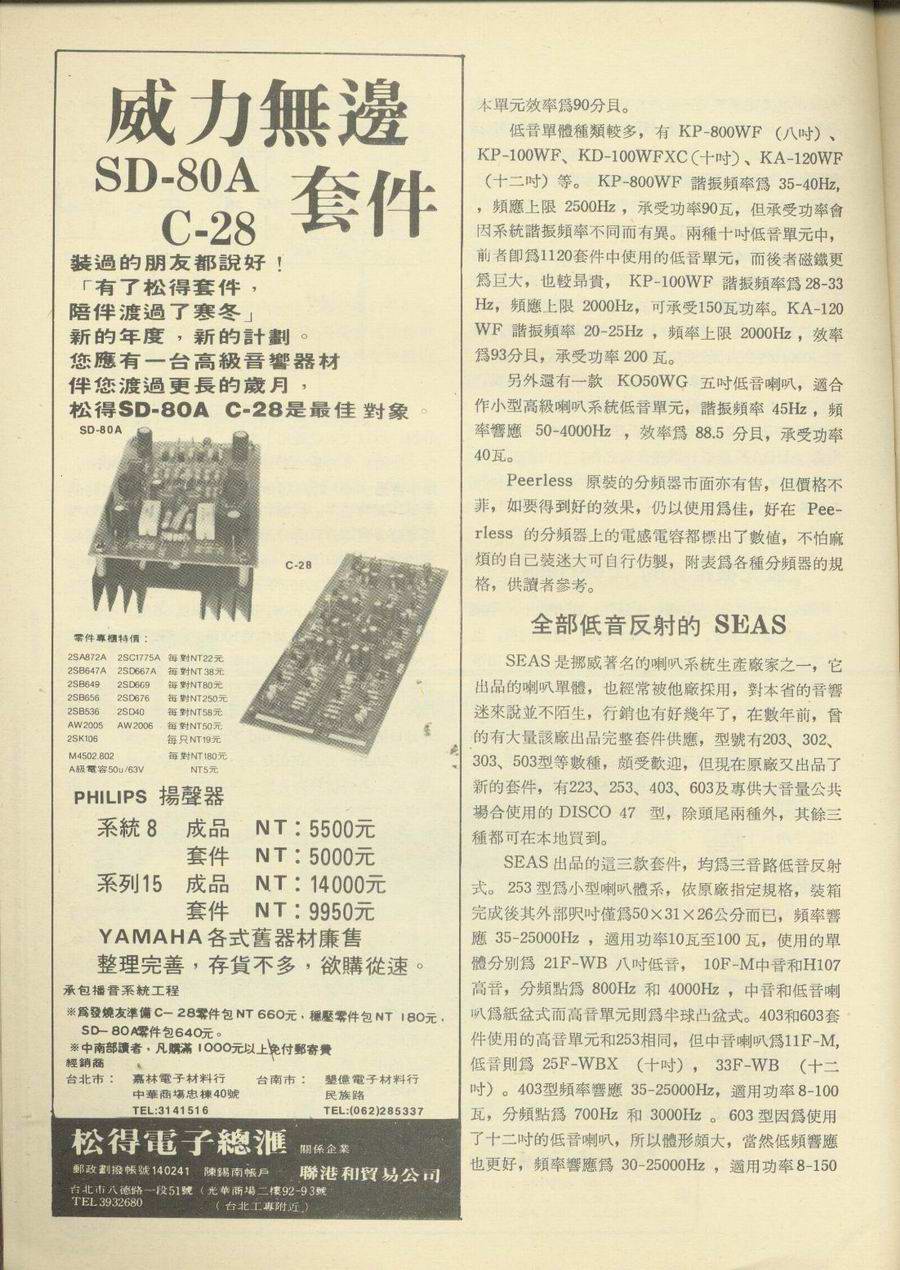 威力無邊
SD-80A
C-28
套件
裝過的朋友都說好！
「有了松得套件，
陪伴渡過了寒冬」
新的年度，新的計劃。
您應有一台高級音響器材
伴您渡過更長的歲月，
松得SD-80A C-28是最佳對象。
SD-80A
C-28
零件專櫃特價：
2SA872A 2SC1775A 每對NT22元
2SB647A 2SD667A 每對NT38元
2SB649 2SD669 每對NT80元
2SB656 2SD676 每對NT250元
2SB536 2SD40 每對NT58元
AW2005 AW2006 每對NT50元
2SK106 每只NT19元
M4502.802 每對NT180元
A級電容50u/63V NT5元
PHILIPS 揚聲器
系統8 成品 NT：5500元
套件 NT：5000元
系列15 成品 NT：14000元
套件 NT：9950元
YAMAHA各式舊器材廉售
整理完善，存貨不多，欲購從速。
承包播音系統工程
※爲發燒友準備C－28零件包NT 660元，穩壓零件包NT 180元，
SD－80A零件包640元。
※中南部讀者，凡購滿1000元以上免付郵寄費
經銷商
台北市： 嘉林電子材料行
中華商場忠棟40號
TEL:3141516
台南市： 墾億電子材料行
民族路
TEL:(062)285337
松得電子總滙 關係企業
郵政劃撥帳號140241 陳錫南帳戶 聯港和貿易公司
台北市八德路一段51號（光華商場二樓92-93號
TEL 3932680 （台北工專附近）
本單元效率爲90分貝。
低音單體種類較多，有 KP-800WF （八吋）、
KP-100WF、KD-100WFXC（十吋）、KA-120WF
（十二吋）等。 KP-800WF 諧振頻率爲 35-40Hz,
，頻應上限 2500Hz，承受功率90瓦，但承受功率會
因系統諧振頻率不同而有異。兩種十吋低音單元中，
前者卽爲1120套件中使用的低音單元，而後者磁鐵更
爲巨大，也較昂貴， KP-100WF 諧振頻率爲 28-33
Hz，頻應上限 2000Hz，可承受150瓦功率。KA-120
WF 諧振頻率 20-25Hz ，頻率上限 2000Hz，效率
爲93分貝，承受功率 200 瓦。
另外還有一款 KO50WG 五吋低音喇叭，適合
作小型高級喇叭系統低音單元，諧振頻率 45Hz，頻
率響應 50-4000Hz ，效率爲 88.5 分貝，承受功率
40瓦。
Peerless 原裝的分頻器市面亦有售，但價格不
菲，如要得到好的效果，仍以使用爲佳，好在 Pee-
rless 的分頻器上的電感電容都標出了數値，不怕麻
煩的自己裝迷大可自行仿製，附表爲各種分頻器的規
格，供讀者參考。
全部低音反射的 SEAS
SEAS是挪威著名的喇叭系統生產廠家之一，它
出品的喇叭單體，也經常被他廠採用，對本省的音響
迷來說並不陌生，行銷也有好幾年了，在數年前，曾
的有大量該廠出品完整套件供應，型號有203、302、
303、503型等數種，頗受歡迎，但現在原廠又出品了
新的套件，有223、253、403、603及專供大音量公共
場合使用的 DISCO 47 型，除頭尾兩種外，其餘三
種都可在本地買到。
SEAS 出品的這三款套件，均爲三音路低音反射
式。253型爲小型喇叭體系，依原廠指定規格，裝箱
完成後其外部呎吋僅爲50×31×26公分而已，頻率響
應 35-25000Hz ，適用功率10瓦至100瓦，使用的單
體分別爲 21F-WB 八吋低音， 10F-M中音和H107
高音，分頻點爲 800Hz 和 4000Hz ，中音和低音喇
叭爲紙盆式而高音單元則爲半球凸盆式。403和603套
件使用的高音單元和253相同，但中音喇叭爲11F-M,
低音則爲 25F-WBX （十吋）， 33F-WB （十二
吋）。403型頻率響應 35-25000Hz，適用功率8-100
瓦，分頻點爲 700Hz 和 3000Hz 。603 型因爲使用
了十二吋的低音喇叭，所以體形頗大，當然低頻響應
也更好，頻率響應爲 30-25000Hz ，適用功率8-150